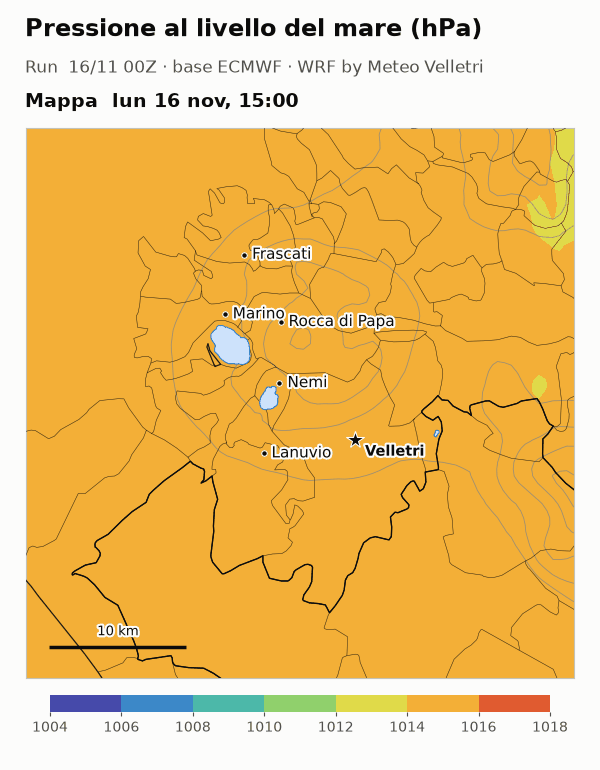 Pressione al livello del mare (hPa)
Run  16/11 00Z · base ECMWF · WRF by Meteo Velletri
Mappa  lun 16 nov, 15:00
Frascati
Marino
Rocca di Papa
Nemi
Velletri
Lanuvio
10 km
1004 1006 1008 1010 1012 1014 1016 1018